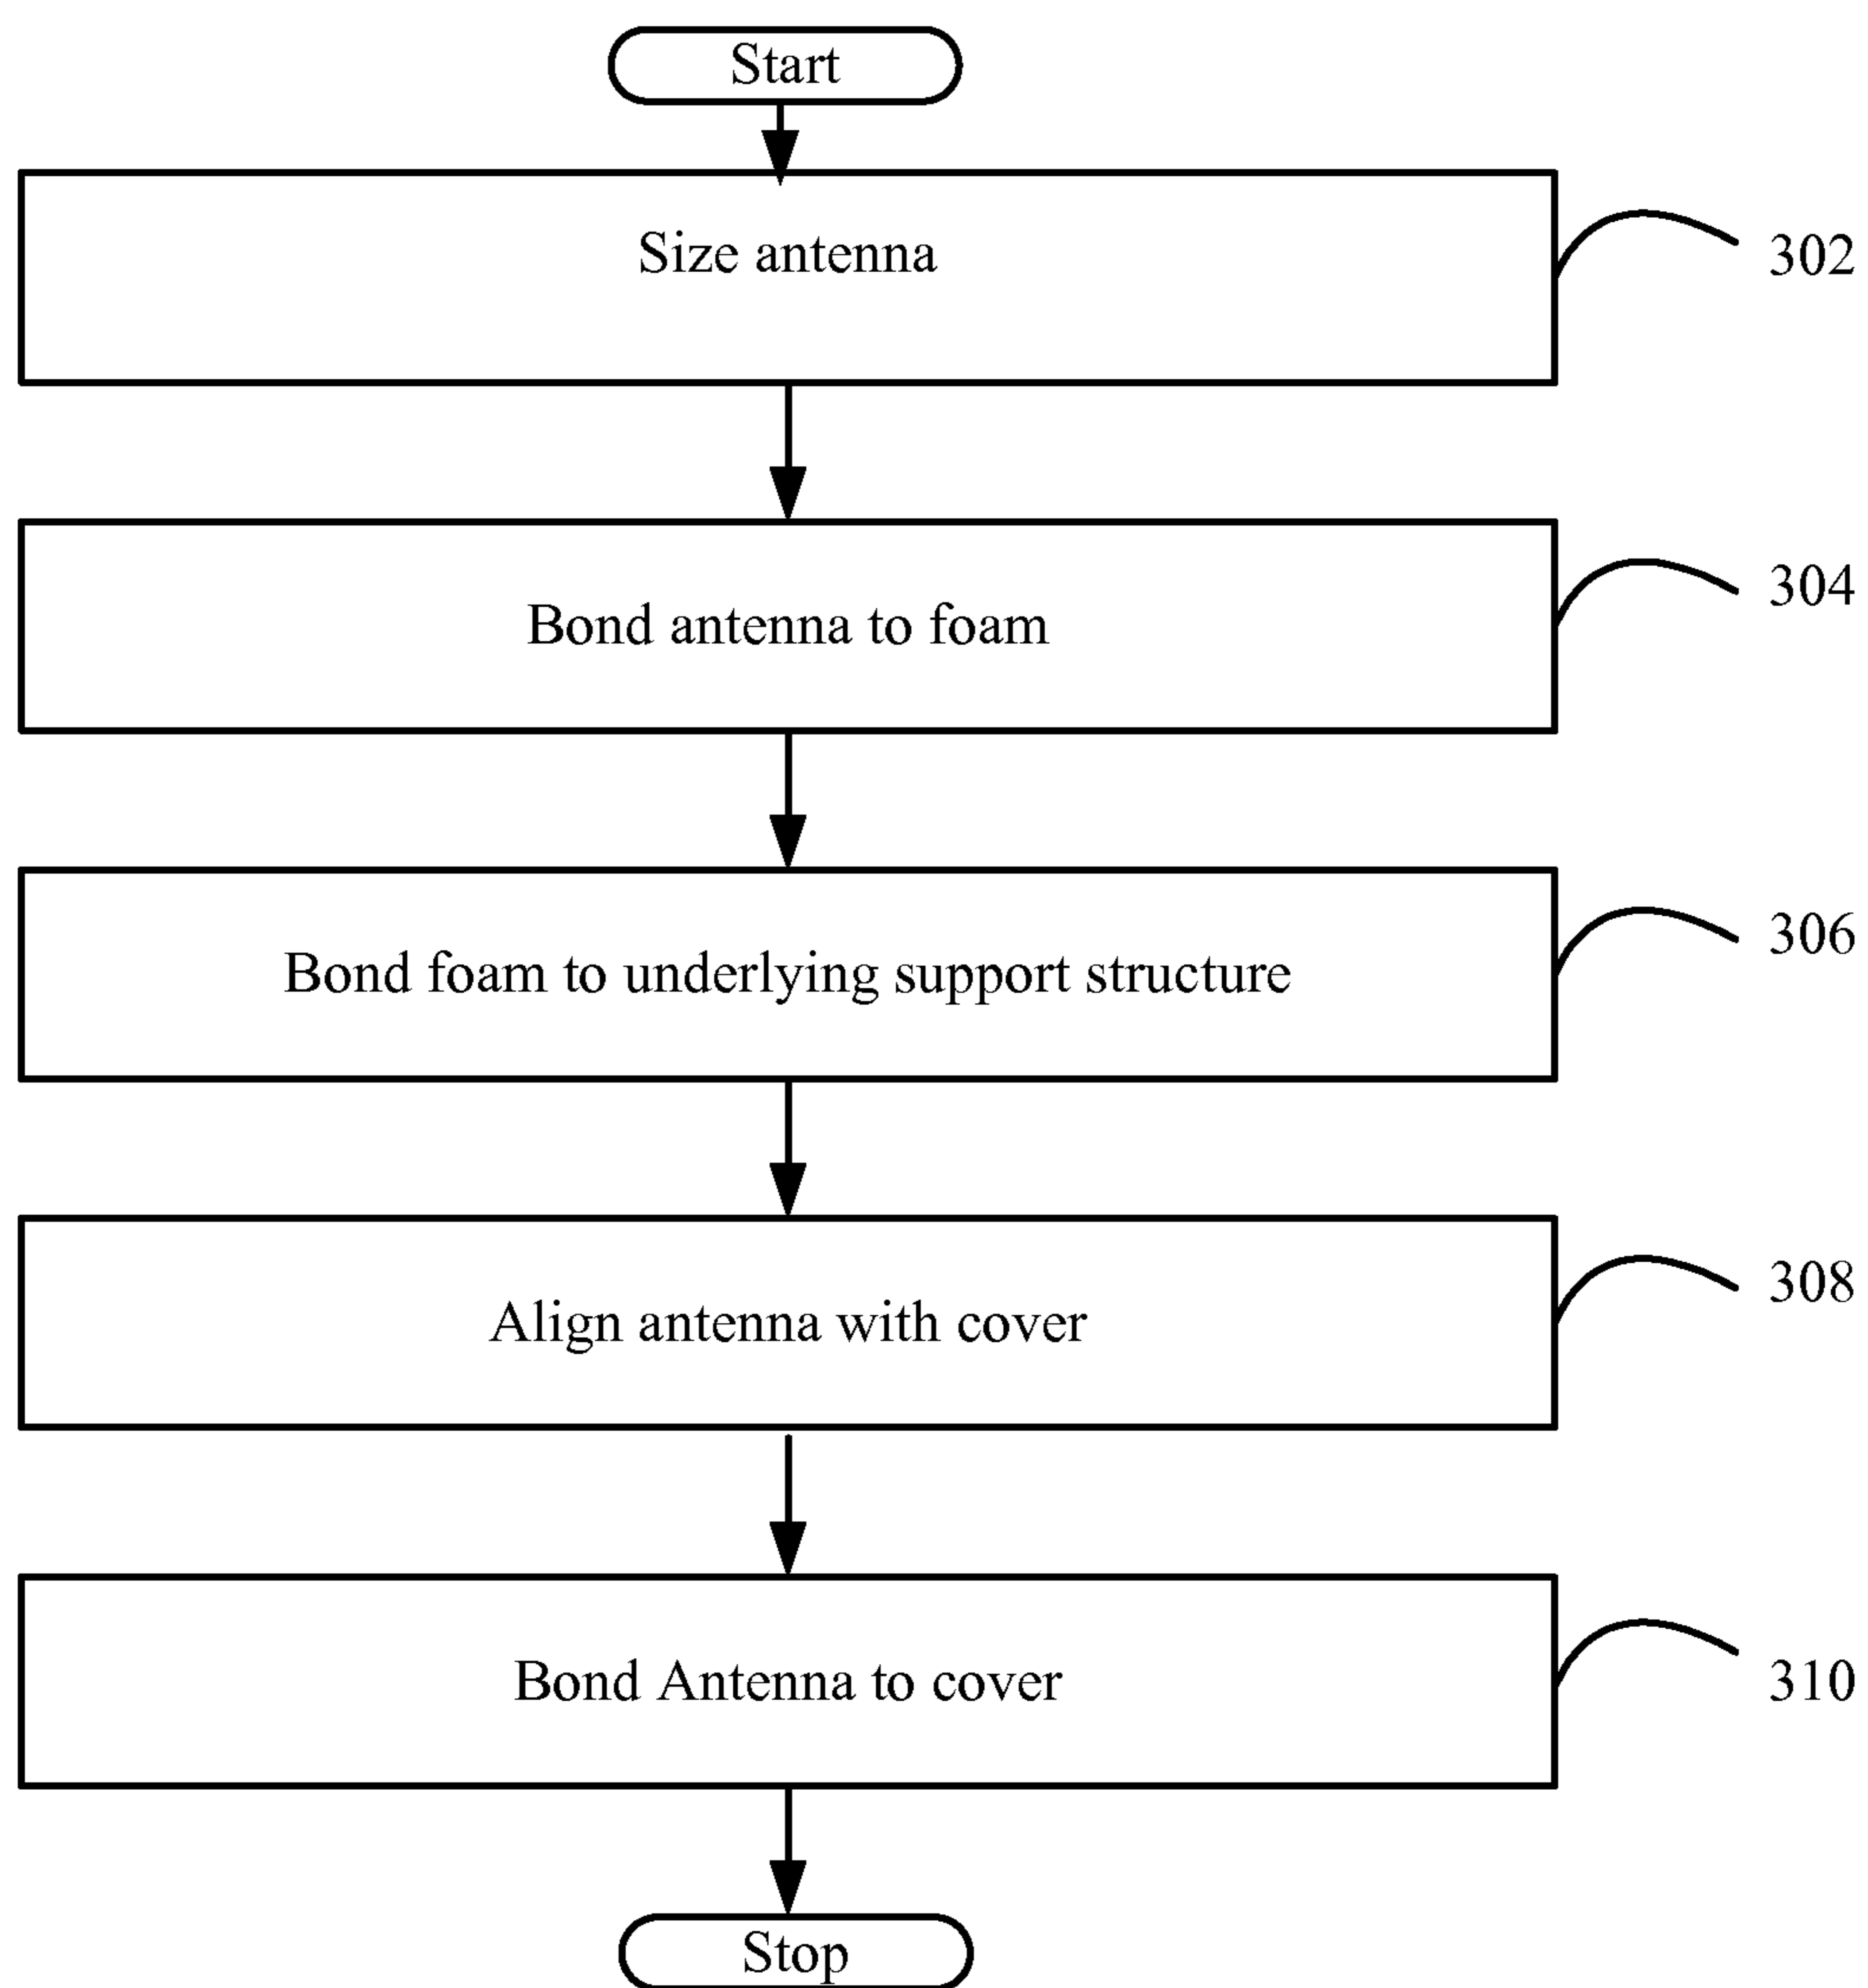 Start
Size antenna
302
Bond antenna to foam
304
Bond foam to underlying support structure
306
Align antenna with cover
308
Bond Antenna to cover
310
Stop